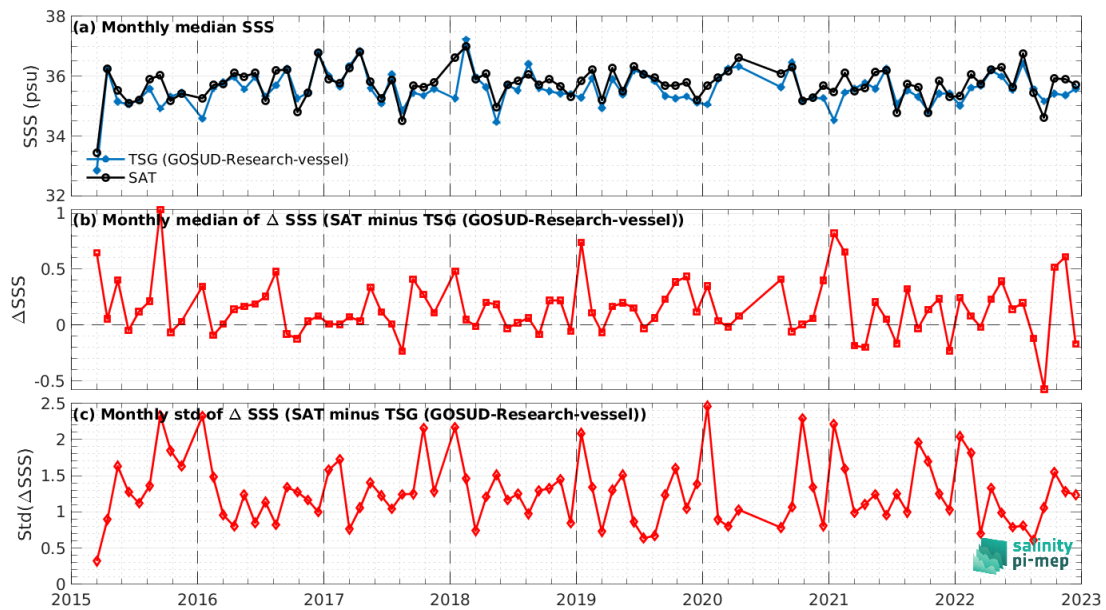 (a) Monthly median SSS
38
36
34
32
SSS (psu)
TSG (GOSUD-Research-vessel)
SAT
(b) Monthly median of Δ SSS (SAT minus TSG (GOSUD-Research-vessel))
1
0.5
0
-0.5
ΔSSS
(c) Monthly std of Δ SSS (SAT minus TSG (GOSUD-Research-vessel))
2.5
2
1.5
1
0.5
0
Std(ΔSSS)
salinity
pi-mep
2015 2016 2017 2018 2019 2020 2021 2022 2023